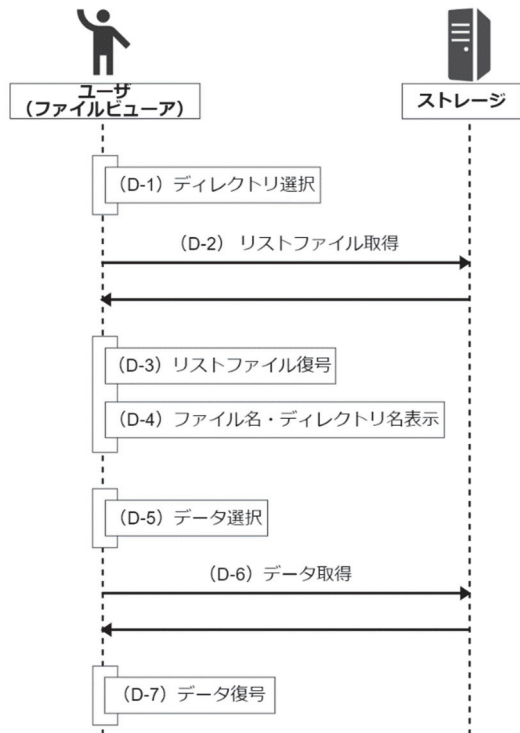 ユーザ
(ファイルビューア)
ストレージ
(D-1) ディレクトリ選択
(D-2) リストファイル取得
(D-3) リストファイル復号
(D-4) ファイル名・ディレクトリ名表示
(D-5) データ選択
(D-6) データ取得
(D-7) データ復号